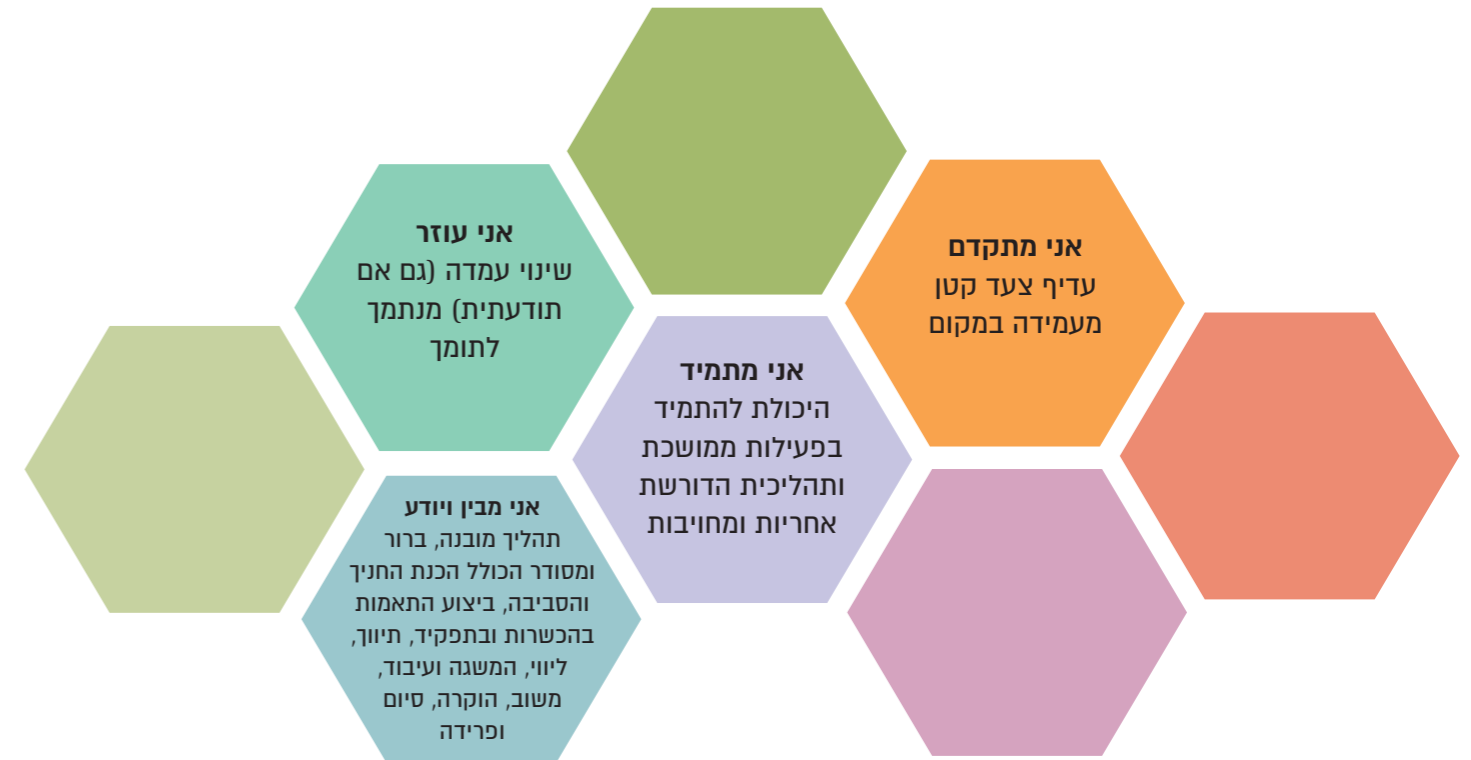 אני מתקדם
עדיף צעד קטן
מעמידה במקום
אני עוזר
שינוי עמדה (גם אם
תודעתית) מנתמך
לתומך
אני מתמיד
היכולת להתמיד
בפעילות ממושכת
ותהליכית הדורשת
אחריות ומחויבות
אני מבין ויודע
תהליך מובנה, ברור
ומסודר הכולל הכנת החניך
והסביבה, ביצוע התאמות
בהכשרות ובתפקיד, תיווך,
ליווי, המשגה ועיבוד,
משוב, הוקרה, סיום
ופרידה